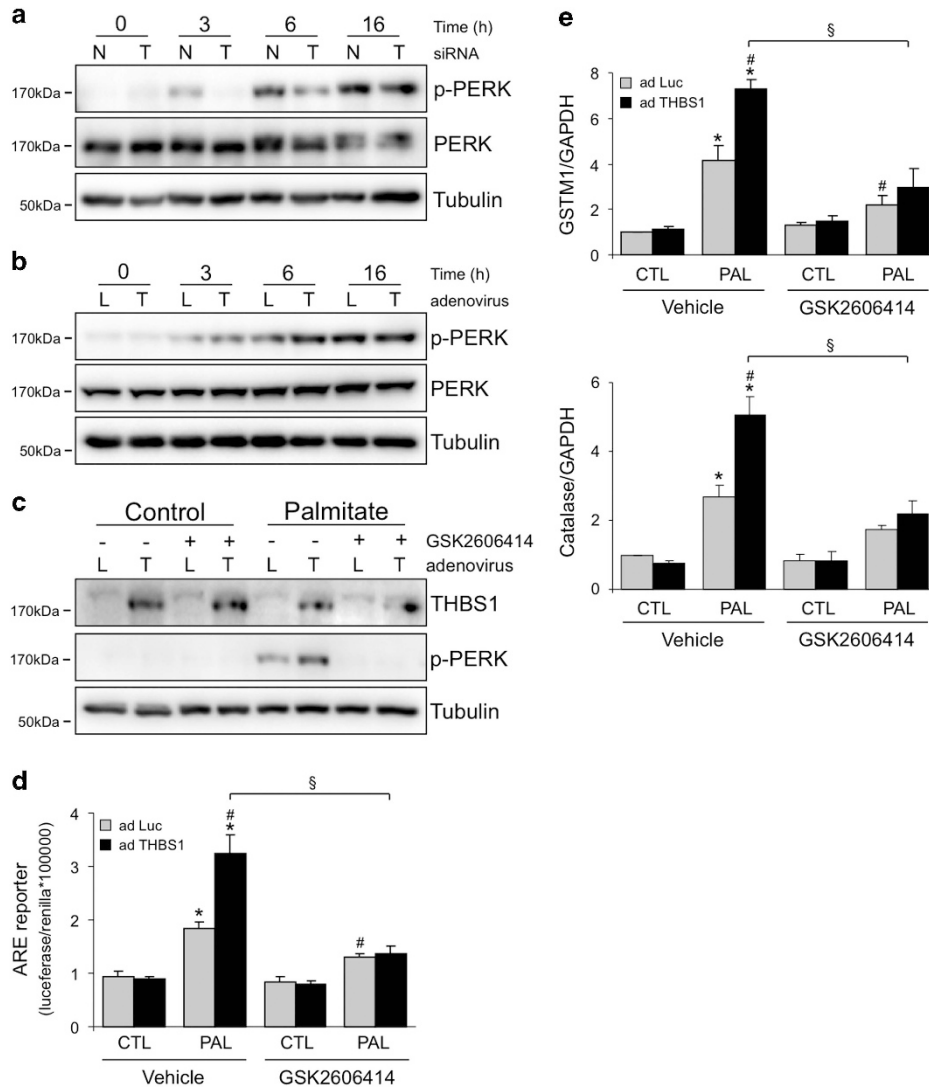 a
0 3 6 16 Time (h)
N T N T N T N T siRNA
170kDa p-PERK
170kDa PERK
50kDa Tubulin
b
0 3 6 16 Time (h)
L T L T L T L T adenovirus
170kDa p-PERK
170kDa PERK
50kDa Tubulin
c
Control Palmitate
- - + + - - + + GSK2606414
L T L T L T L T adenovirus
170kDa THBS1
170kDa p-PERK
50kDa Tubulin
d
§
ad Luc
ad THBS1
ARE reporter
(luceferase/renilla*100000)
4
3
2
1
0
*
#
*
#
CTL PAL CTL PAL
Vehicle GSK2606414
e
§
ad Luc
ad THBS1
GSTM1/GAPDH
8
6
4
2
0
*
#
*
#
CTL PAL CTL PAL
Vehicle GSK2606414
§
Catalase/GAPDH
6
4
2
0
*
#
*
CTL PAL CTL PAL
Vehicle GSK2606414